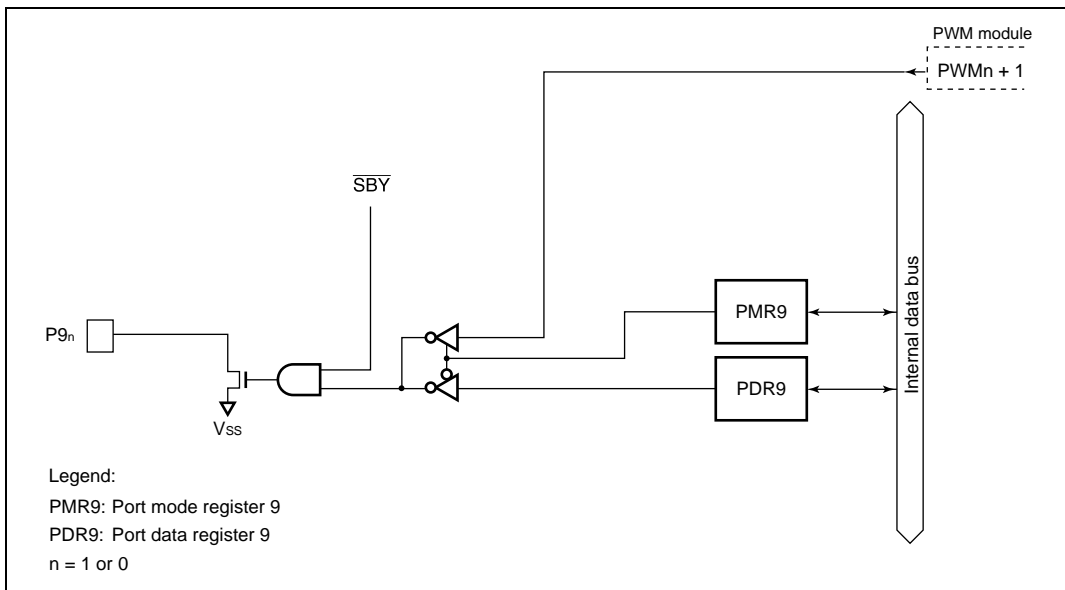 PWM module
PWMn + 1
SBY
Internal data bus
PMR9
P9n
PDR9
VSS
Legend:
PMR9: Port mode register 9
PDR9: Port data register 9
n = 1 or 0